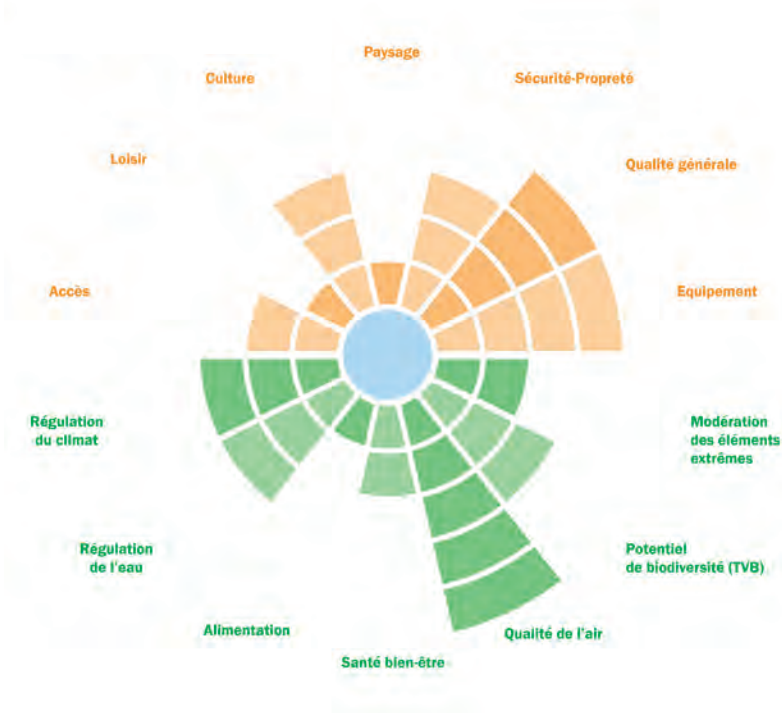 Paysage
Culture
Sécurité-Propreté
Loisir
Qualité générale
Accès
Equipement
Régulation
du climat
Modération
des éléments
extrêmes
Régulation
de l'eau
Potentiel
de biodiversité (TVB)
Alimentation
Qualité de l'air
Santé bien-être